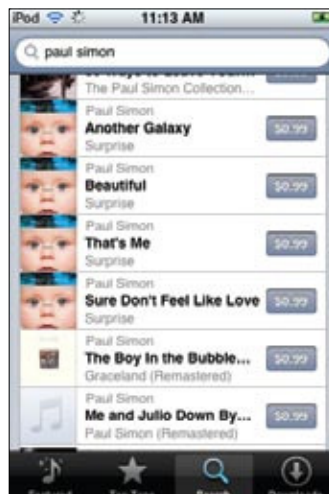 iPod 11:13 AM
paul simon
The Paul Simon Collection...
Paul Simon
Another Galaxy
Surprise
$0.99
Paul Simon
Beautiful
Surprise
$0.99
Paul Simon
That's Me
Surprise
$0.99
Paul Simon
Sure Don't Feel Like Love
Surprise
$0.99
Paul Simon
The Boy In the Bubble...
Graceland (Remastered)
$0.99
Paul Simon
Me and Julio Down By...
Paul Simon (Remastered)
$0.99